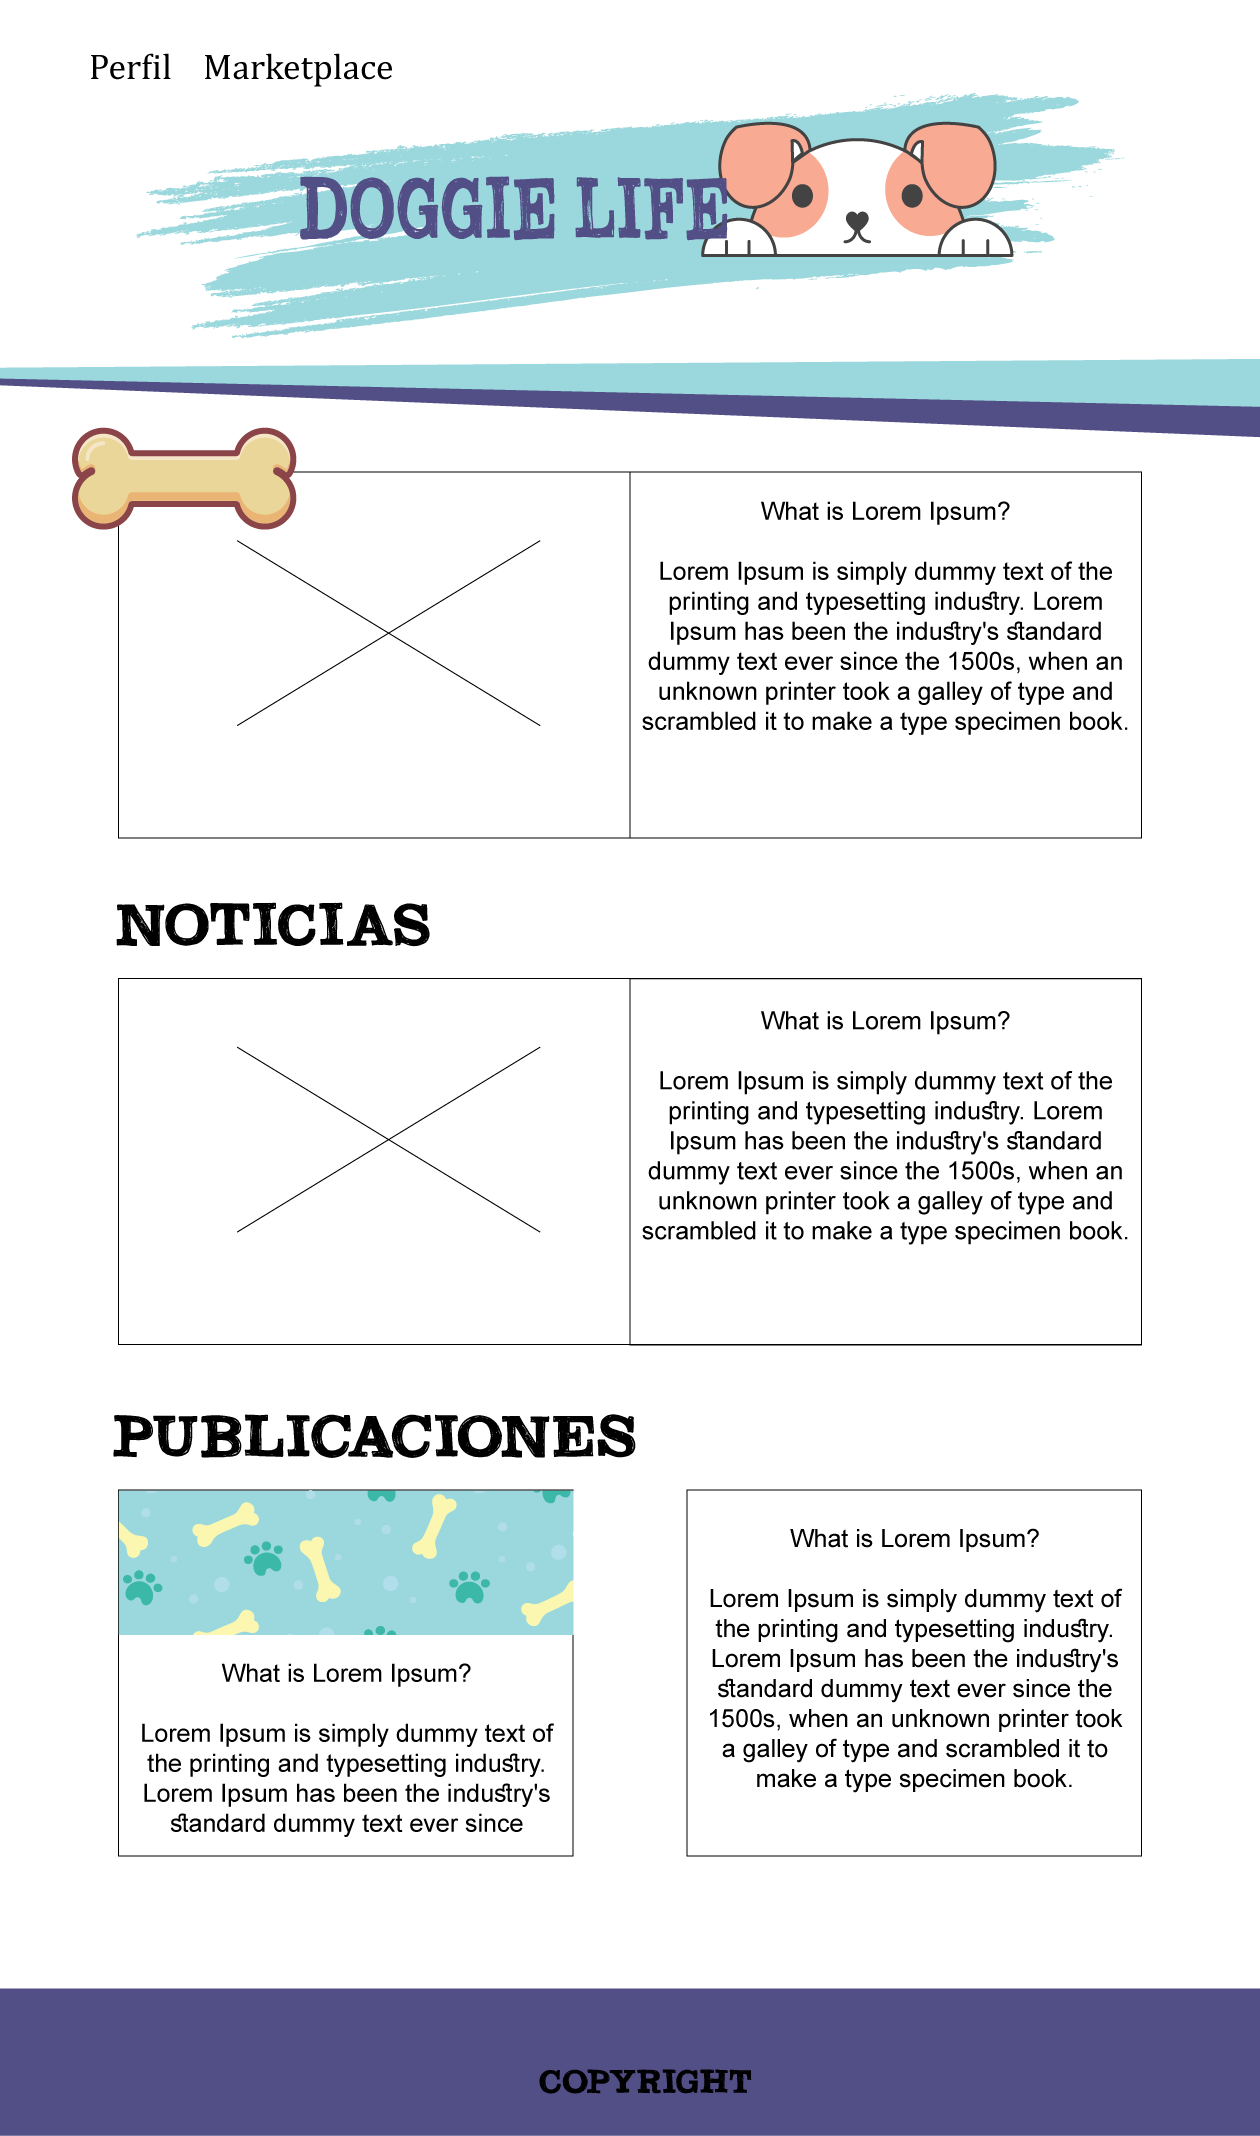 Perfil Marketplace
DOGGIE LIFE
What is Lorem Ipsum?
Lorem Ipsum is simply dummy text of the
printing and typesetting industry. Lorem
Ipsum has been the industry's standard
dummy text ever since the 1500s, when an
unknown printer took a galley of type and
scrambled it to make a type specimen book.
NOTICIAS
What is Lorem Ipsum?
Lorem Ipsum is simply dummy text of the
printing and typesetting industry. Lorem
Ipsum has been the industry's standard
dummy text ever since the 1500s, when an
unknown printer took a galley of type and
scrambled it to make a type specimen book.
PUBLICACIONES
What is Lorem Ipsum?
Lorem Ipsum is simply dummy text of
the printing and typesetting industry.
Lorem Ipsum has been the industry's
standard dummy text ever since
What is Lorem Ipsum?
Lorem Ipsum is simply dummy text of
the printing and typesetting industry.
Lorem Ipsum has been the industry's
standard dummy text ever since the
1500s, when an unknown printer took
a galley of type and scrambled it to
make a type specimen book.
COPYRIGHT